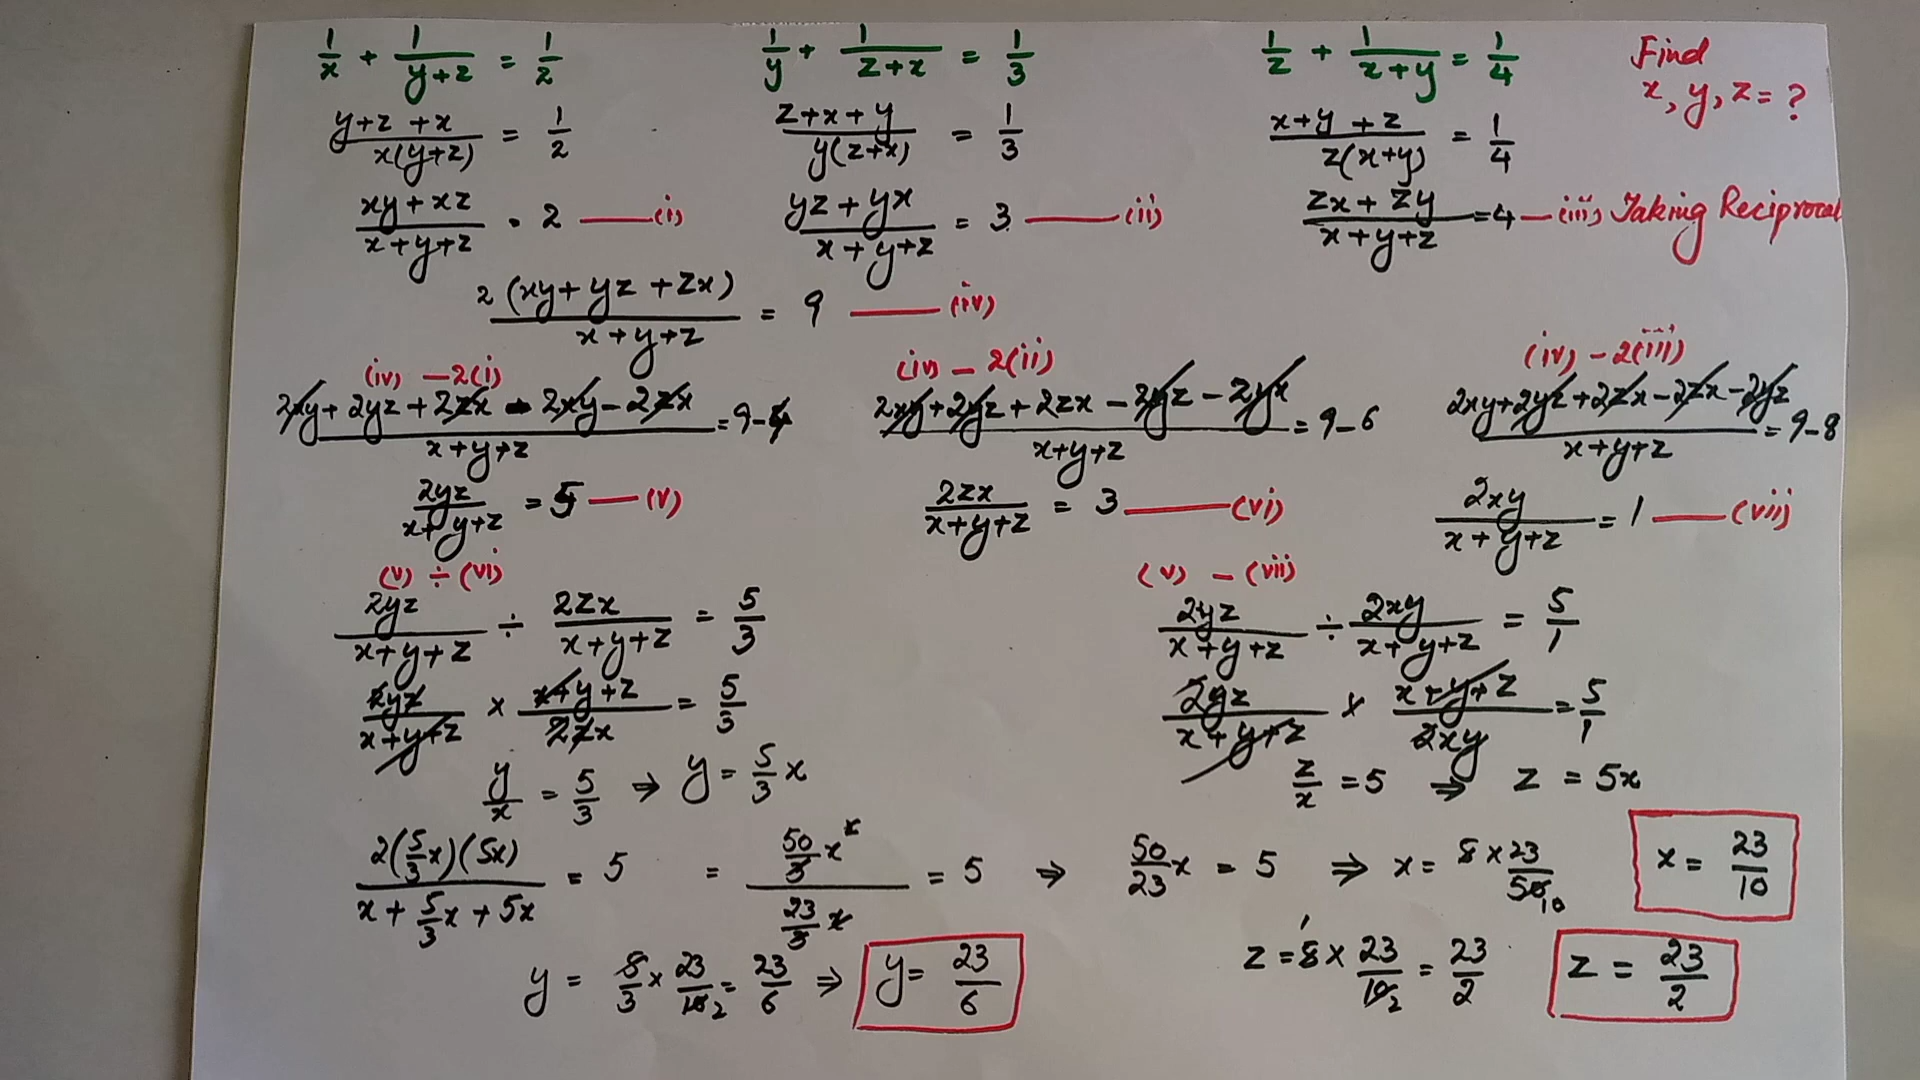 1/x + 1/(y+z) = 1/2   1/y + 1/(z+x) = 1/3   1/z + 1/(x+y) = 1/4   Find
x, y, z = ?
(y+z+x)/(x(y+z)) = 1/2   (z+x+y)/(y(z+x)) = 1/3   (x+y+z)/(z(x+y)) = 1/4
(xy+xz)/(x+y+z) = 2 —— (i)   (yz+yx)/(x+y+z) = 3 —— (ii)   (zx+zy)/(x+y+z) = 4 — (iii) Taking Reciprocal
2(xy+yz+zx)/(x+y+z) = 9 —— (iv)
(iv) - 2(i)   (iv) - 2(ii)   (iv) - 2(iii)
(2xy+2yz+2zx - 2xy - 2zx)/(x+y+z) = 9-4   (2xy+2yz+2zx - 2yz - 2yx)/(x+y+z) = 9-6   (2xy+2yz+2zx-2zx-2yz)/(x+y+z) = 9-8
2yz/(x+y+z) = 5 —— (v)   2zx/(x+y+z) = 3 —— (vi)   2xy/(x+y+z) = 1 —— (vii)
(v) ÷ (vi)   (v) - (vii)
2yz/(x+y+z) ÷ 2zx/(x+y+z) = 5/3   2yz/(x+y+z) ÷ 2xy/(x+y+z) = 5/1
2yz/(x+y+z) × (x+y+z)/2zx = 5/3   2yz/(x+y+z) × (x+y+z)/2xy = 5/1
y/x = 5/3 ⇒ y = 5/3 x   z/x = 5 ⇒ z = 5x
2(5/3 x)(5x)/(x + 5/3 x + 5x) = 5 = (50/3 x²)/(23/3 x) = 5 ⇒ 50/23 x = 5 ⇒ x = 5 × 23/50 10   x = 23/10
y = 5/3 × 23/10 2 = 23/6 ⇒ y = 23/6   z = 5 1 × 23/10 2 = 23/2   z = 23/2